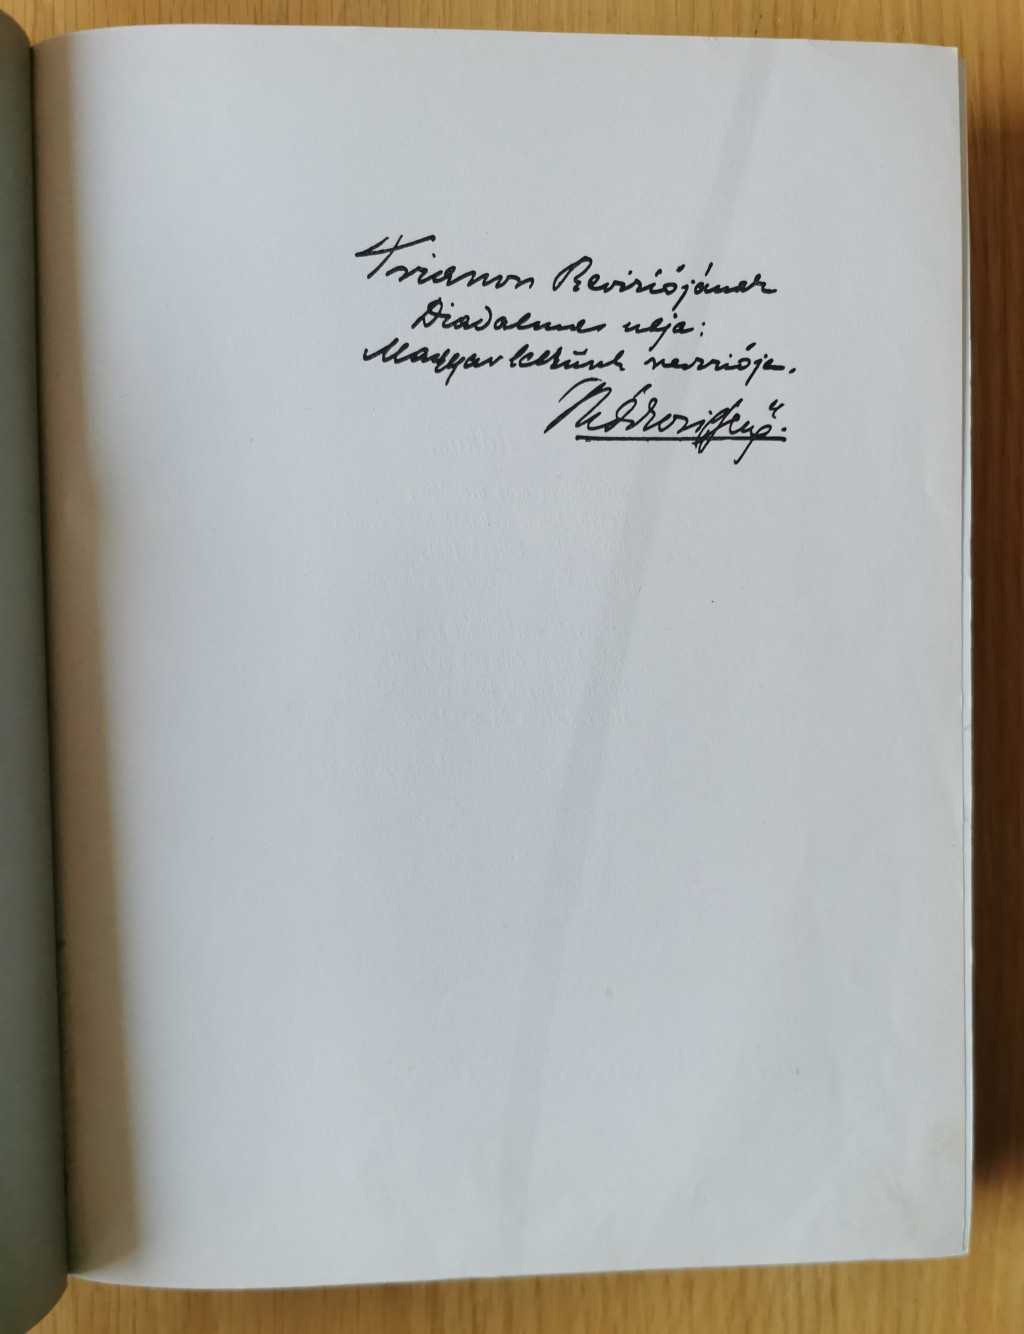 Trianon Revíziójának
Diadalmas útja:
Magyar lelkünk revíziója.
Rákosi Jenő.